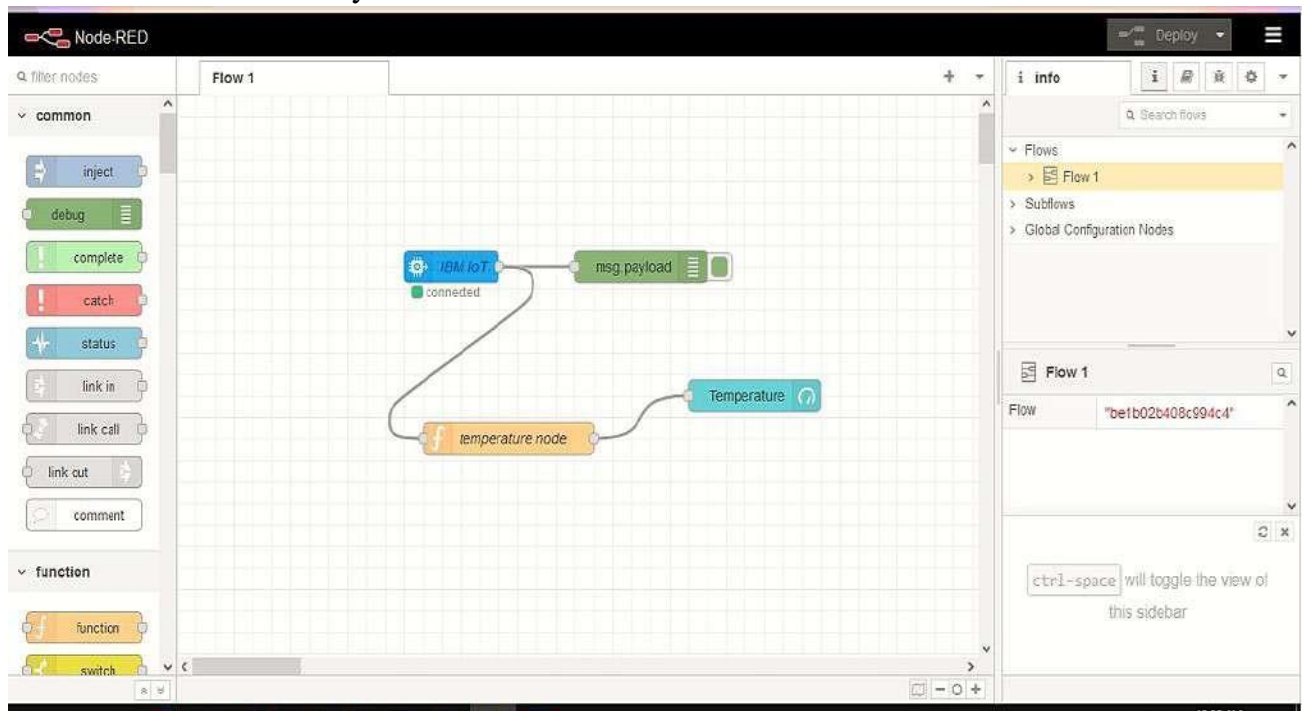 Node-RED
Deploy
filter nodes
Flow 1
i info
common
Search flows
inject
Flows
Flow 1
debug
Subflows
complete
Global Configuration Nodes
IBM IoT
msg.payload
catch
connected
status
link in
Flow 1
Temperature
Flow
"be1b02b408c994c4"
link call
temperature node
link out
comment
function
ctrl-space will toggle the view of
this sidebar
function
switch